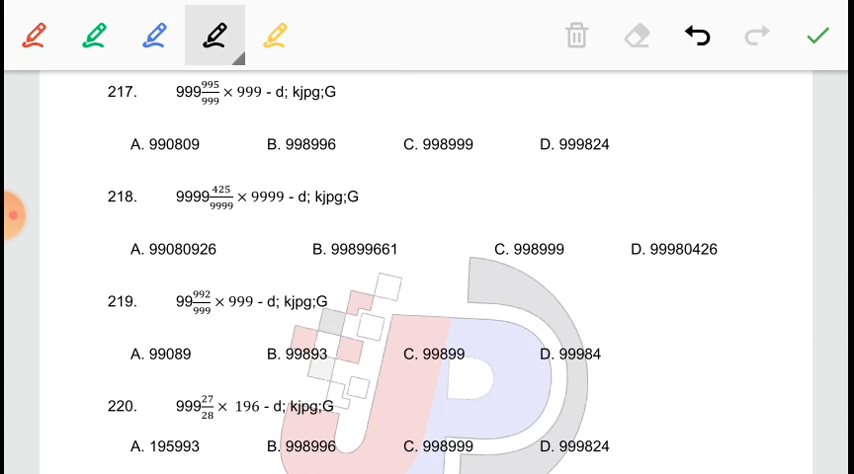 217. 999 995/999 × 999 - d; kjpg;G
A. 990809 B. 998996 C. 998999 D. 999824
218. 9999 425/9999 × 9999 - d; kjpg;G
A. 99080926 B. 99899661 C. 998999 D. 99980426
219. 99 992/999 × 999 - d; kjpg;G
A. 99089 B. 99893 C. 99899 D. 99984
220. 999 27/28 × 196 - d; kjpg;G
A. 195993 B. 998996 C. 998999 D. 999824